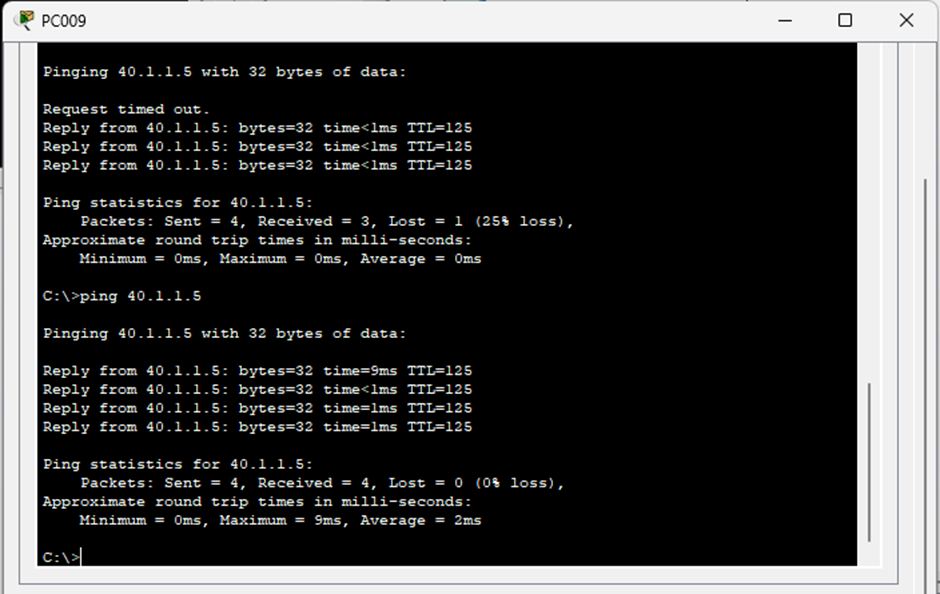 PC009
Pinging 40.1.1.5 with 32 bytes of data:
Request timed out.
Reply from 40.1.1.5: bytes=32 time<1ms TTL=125
Reply from 40.1.1.5: bytes=32 time<1ms TTL=125
Reply from 40.1.1.5: bytes=32 time<1ms TTL=125
Ping statistics for 40.1.1.5:
    Packets: Sent = 4, Received = 3, Lost = 1 (25% loss),
Approximate round trip times in milli-seconds:
    Minimum = 0ms, Maximum = 0ms, Average = 0ms
C:\>ping 40.1.1.5
Pinging 40.1.1.5 with 32 bytes of data:
Reply from 40.1.1.5: bytes=32 time=9ms TTL=125
Reply from 40.1.1.5: bytes=32 time<1ms TTL=125
Reply from 40.1.1.5: bytes=32 time=1ms TTL=125
Reply from 40.1.1.5: bytes=32 time=1ms TTL=125
Ping statistics for 40.1.1.5:
    Packets: Sent = 4, Received = 4, Lost = 0 (0% loss),
Approximate round trip times in milli-seconds:
    Minimum = 0ms, Maximum = 9ms, Average = 2ms
C:\>